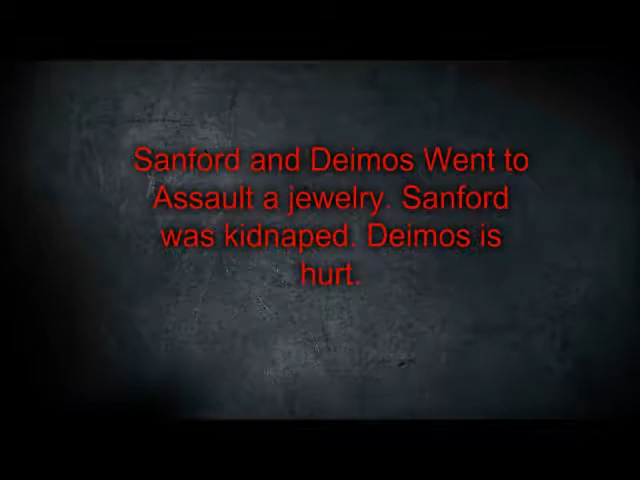 Sanford and Deimos Went to
Assault a jewelry. Sanford
was kidnaped. Deimos is
hurt.